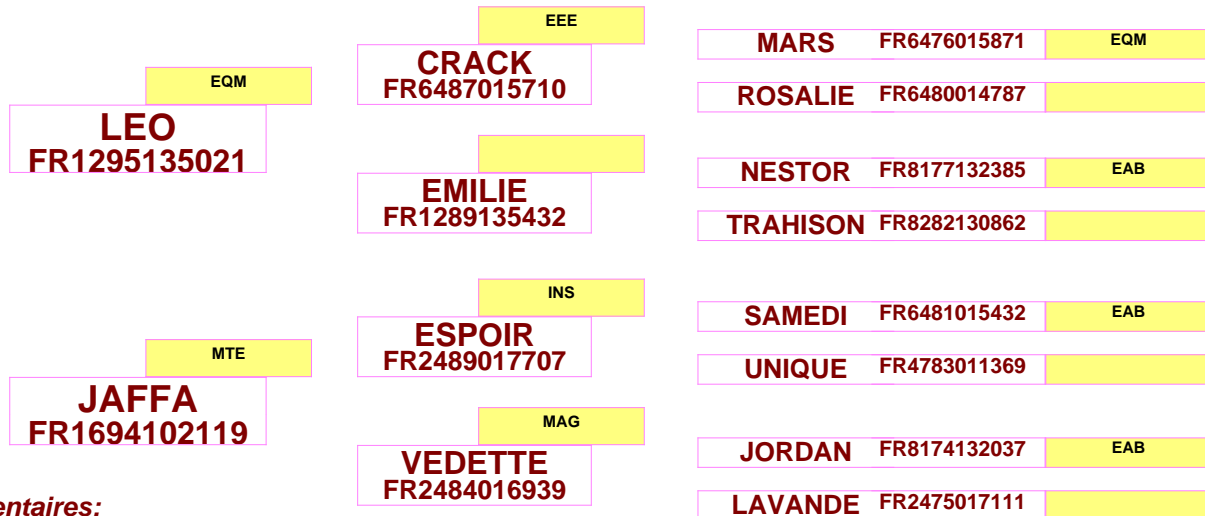 EQM
LEO
FR1295135021
MTE
JAFFA
FR1694102119
entaires:
EEE
CRACK
FR6487015710
EMILIE
FR1289135432
INS
ESPOIR
FR2489017707
MAG
VEDETTE
FR2484016939
MARS FR6476015871 EQM
ROSALIE FR6480014787
NESTOR FR8177132385 EAB
TRAHISON FR8282130862
SAMEDI FR6481015432 EAB
UNIQUE FR4783011369
JORDAN FR8174132037 EAB
LAVANDE FR2475017111